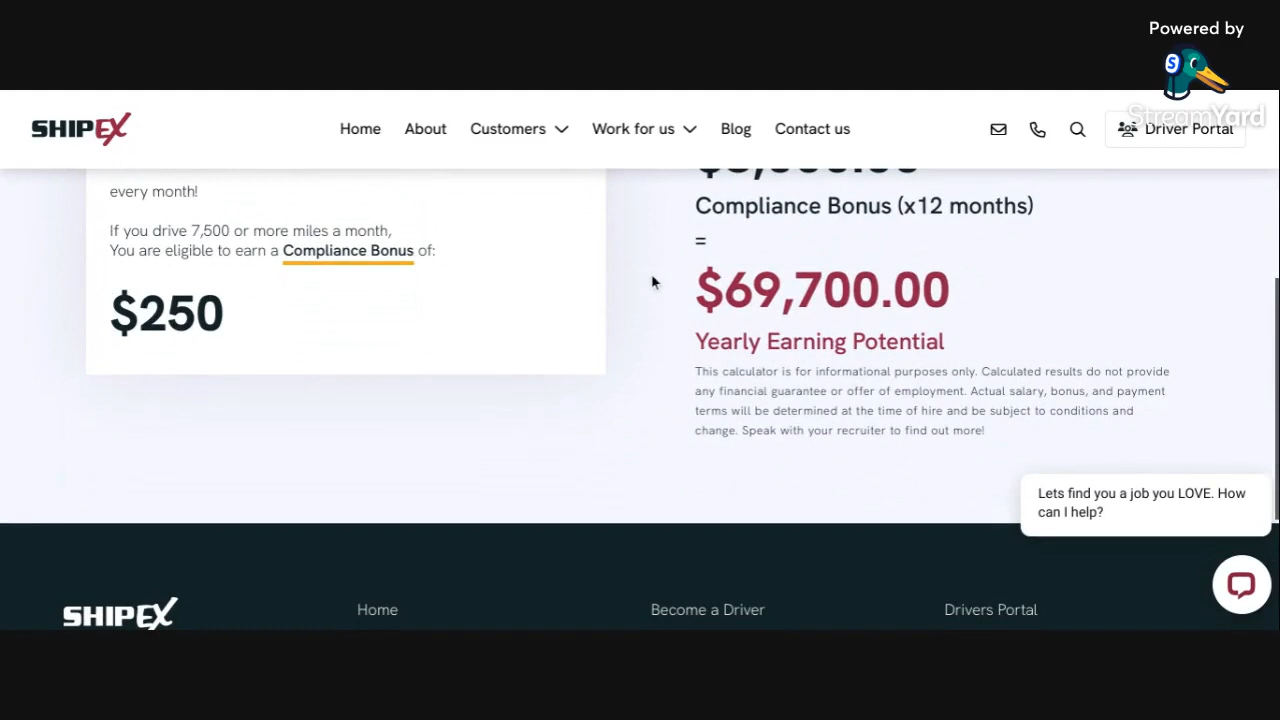 Powered by
StreamYard
SHIPEX
Home
About
Customers
Work for us
Blog
Contact us
Driver Portal
every month!
If you drive 7,500 or more miles a month,
You are eligible to earn a Compliance Bonus of:
$250
Compliance Bonus (x12 months)
=
$69,700.00
Yearly Earning Potential
This calculator is for informational purposes only. Calculated results do not provide
any financial guarantee or offer of employment. Actual salary, bonus, and payment
terms will be determined at the time of hire and be subject to conditions and
change. Speak with your recruiter to find out more!
Lets find you a job you LOVE. How
can I help?
SHIPEX
Home
Become a Driver
Drivers Portal